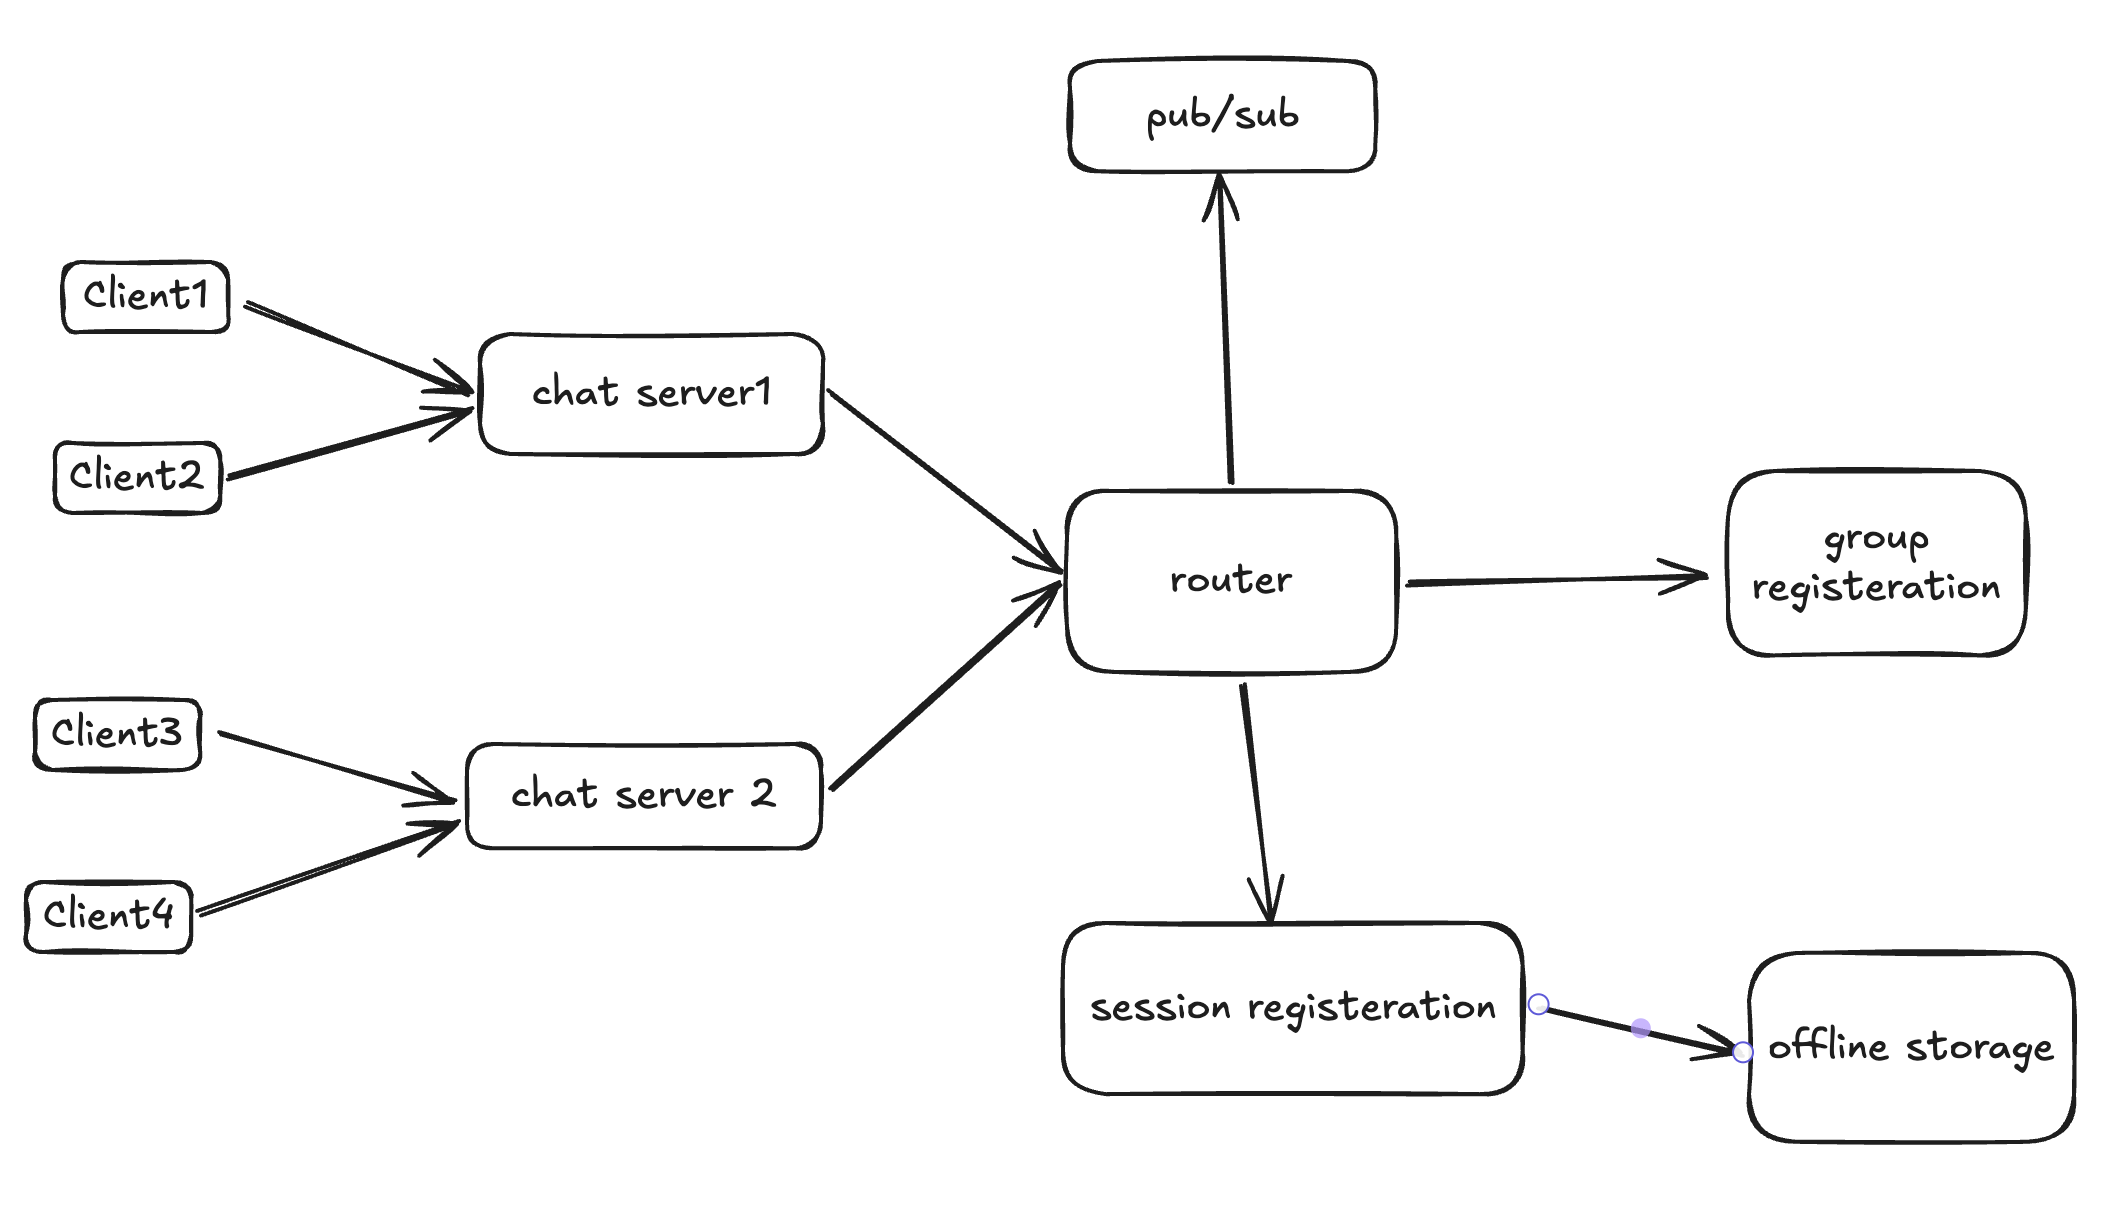 pub/sub
Client1
chat server1
Client2
router
group
registeration
Client3
chat server 2
Client4
session registeration
offline storage